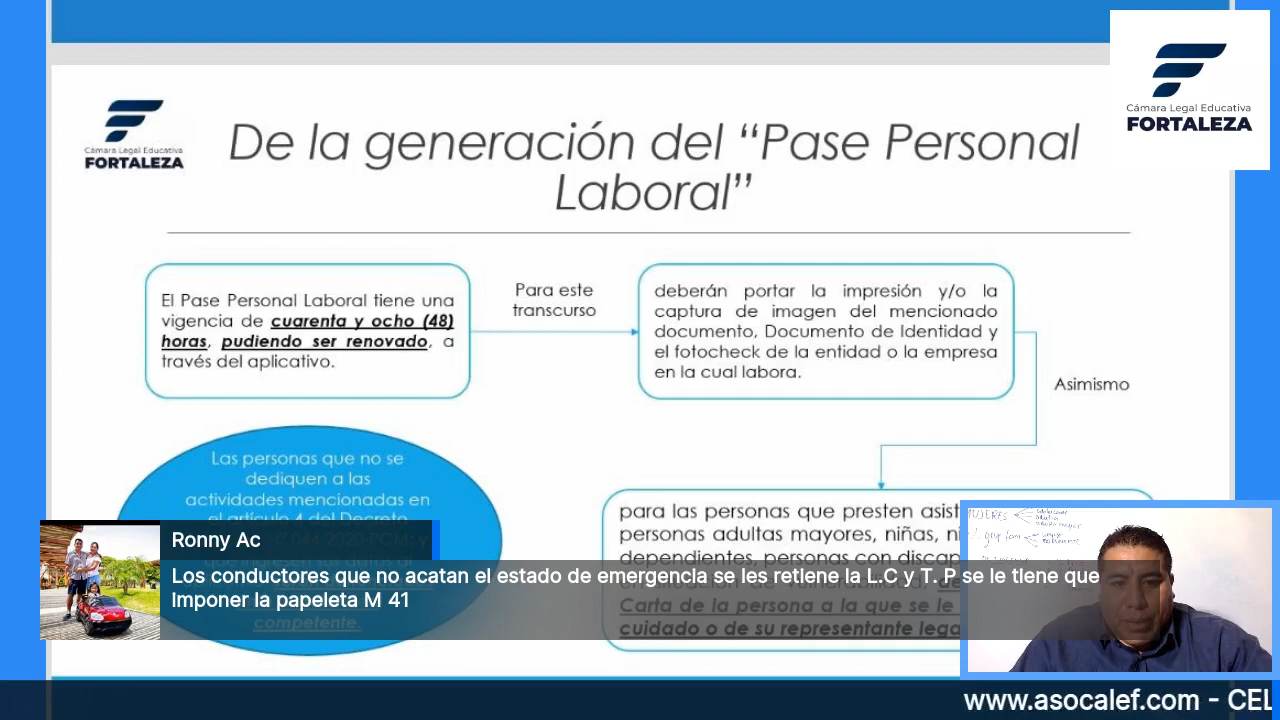 Cámara Legal Educativa
FORTALEZA
Cámara Legal Educativa
FORTALEZA
De la generación del “Pase Personal
Laboral”
El Pase Personal Laboral tiene una
vigencia de cuarenta y ocho (48)
horas, pudiendo ser renovado, a
través del aplicativo.
Para este
transcurso
deberán portar la impresión y/o la
captura de imagen del mencionado
documento, Documento de Identidad y
el fotocheck de la entidad o la empresa
en la cual labora.
Asimismo
Las personas que no se
dediquen a las
actividades mencionadas en
el artículo 4 del Decreto
competente.
para las personas que presten asist
personas adultas mayores, niñas, ni
dependientes, personas con discap
Carta de la persona a la que se le
cuidado o de su representante lega
Ronny Ac
Los conductores que no acatan el estado de emergencia se les retiene la L.C y T. P se le tiene que
Imponer la papeleta M 41
www.asocalef.com - CEL